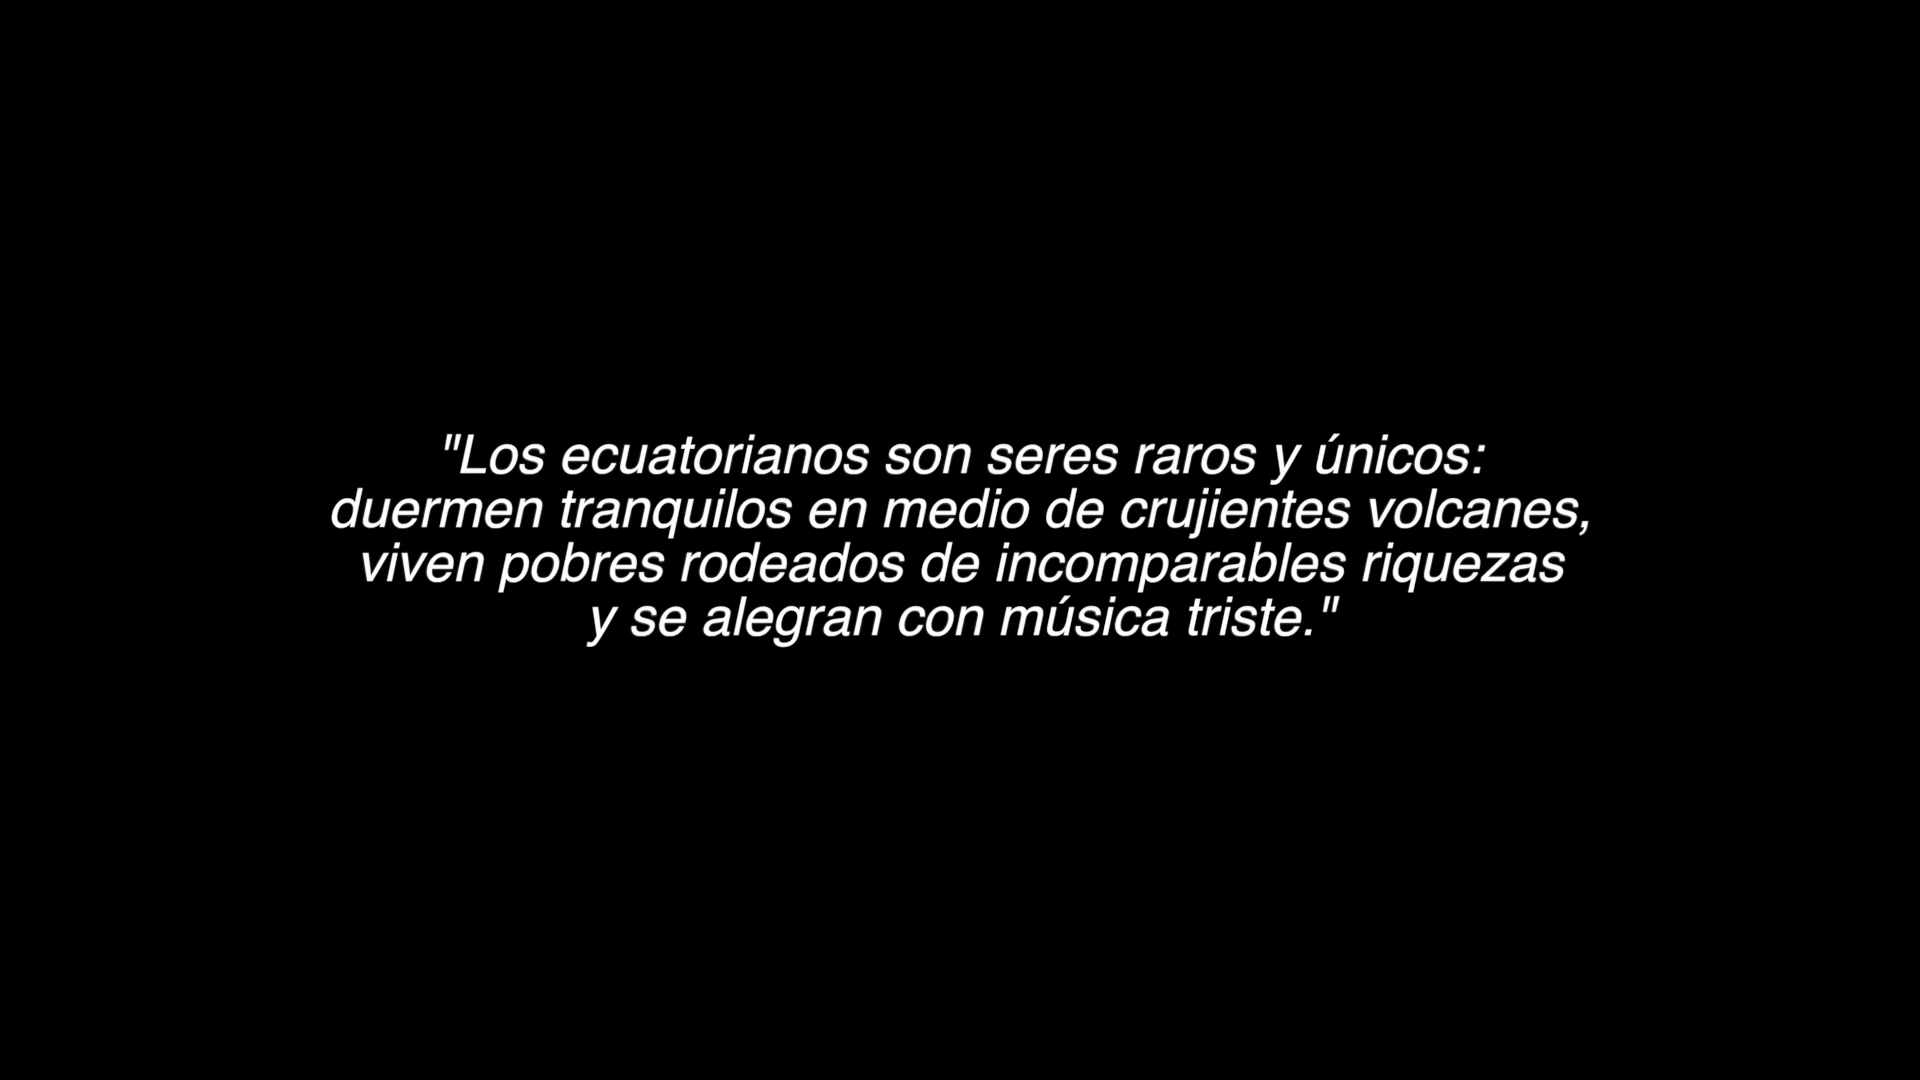 "Los ecuatorianos son seres raros y únicos:
duermen tranquilos en medio de crujientes volcanes,
viven pobres rodeados de incomparables riquezas
y se alegran con música triste."